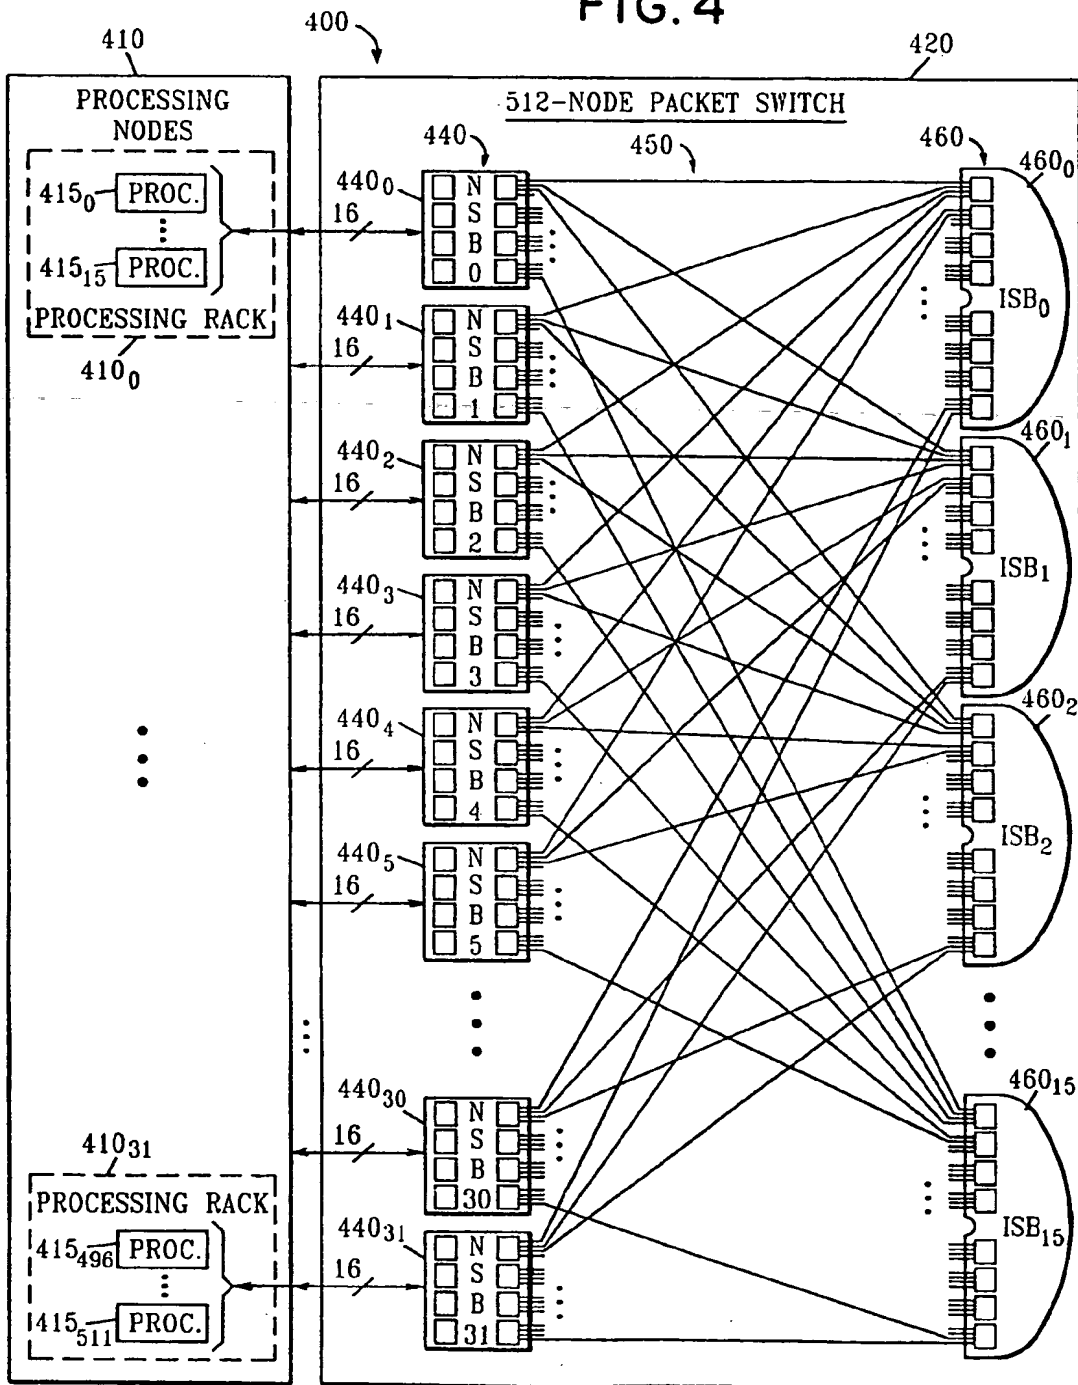 FIG. 4
400
410
420
PROCESSING
NODES
512-NODE PACKET SWITCH
440
450
460
415₀ PROC.
415₁₅ PROC.
PROCESSING RACK
410₀
16
440₀
N
S
B
0
16
440₁
N
S
B
1
16
440₂
N
S
B
2
16
440₃
N
S
B
3
16
440₄
N
S
B
4
16
440₅
N
S
B
5
16
440₃₀
N
S
B
30
16
440₃₁
N
S
B
31
460₀
ISB₀
460₁
ISB₁
460₂
ISB₂
460₁₅
ISB₁₅
410₃₁
PROCESSING RACK
415₄₉₆ PROC.
415₅₁₁ PROC.